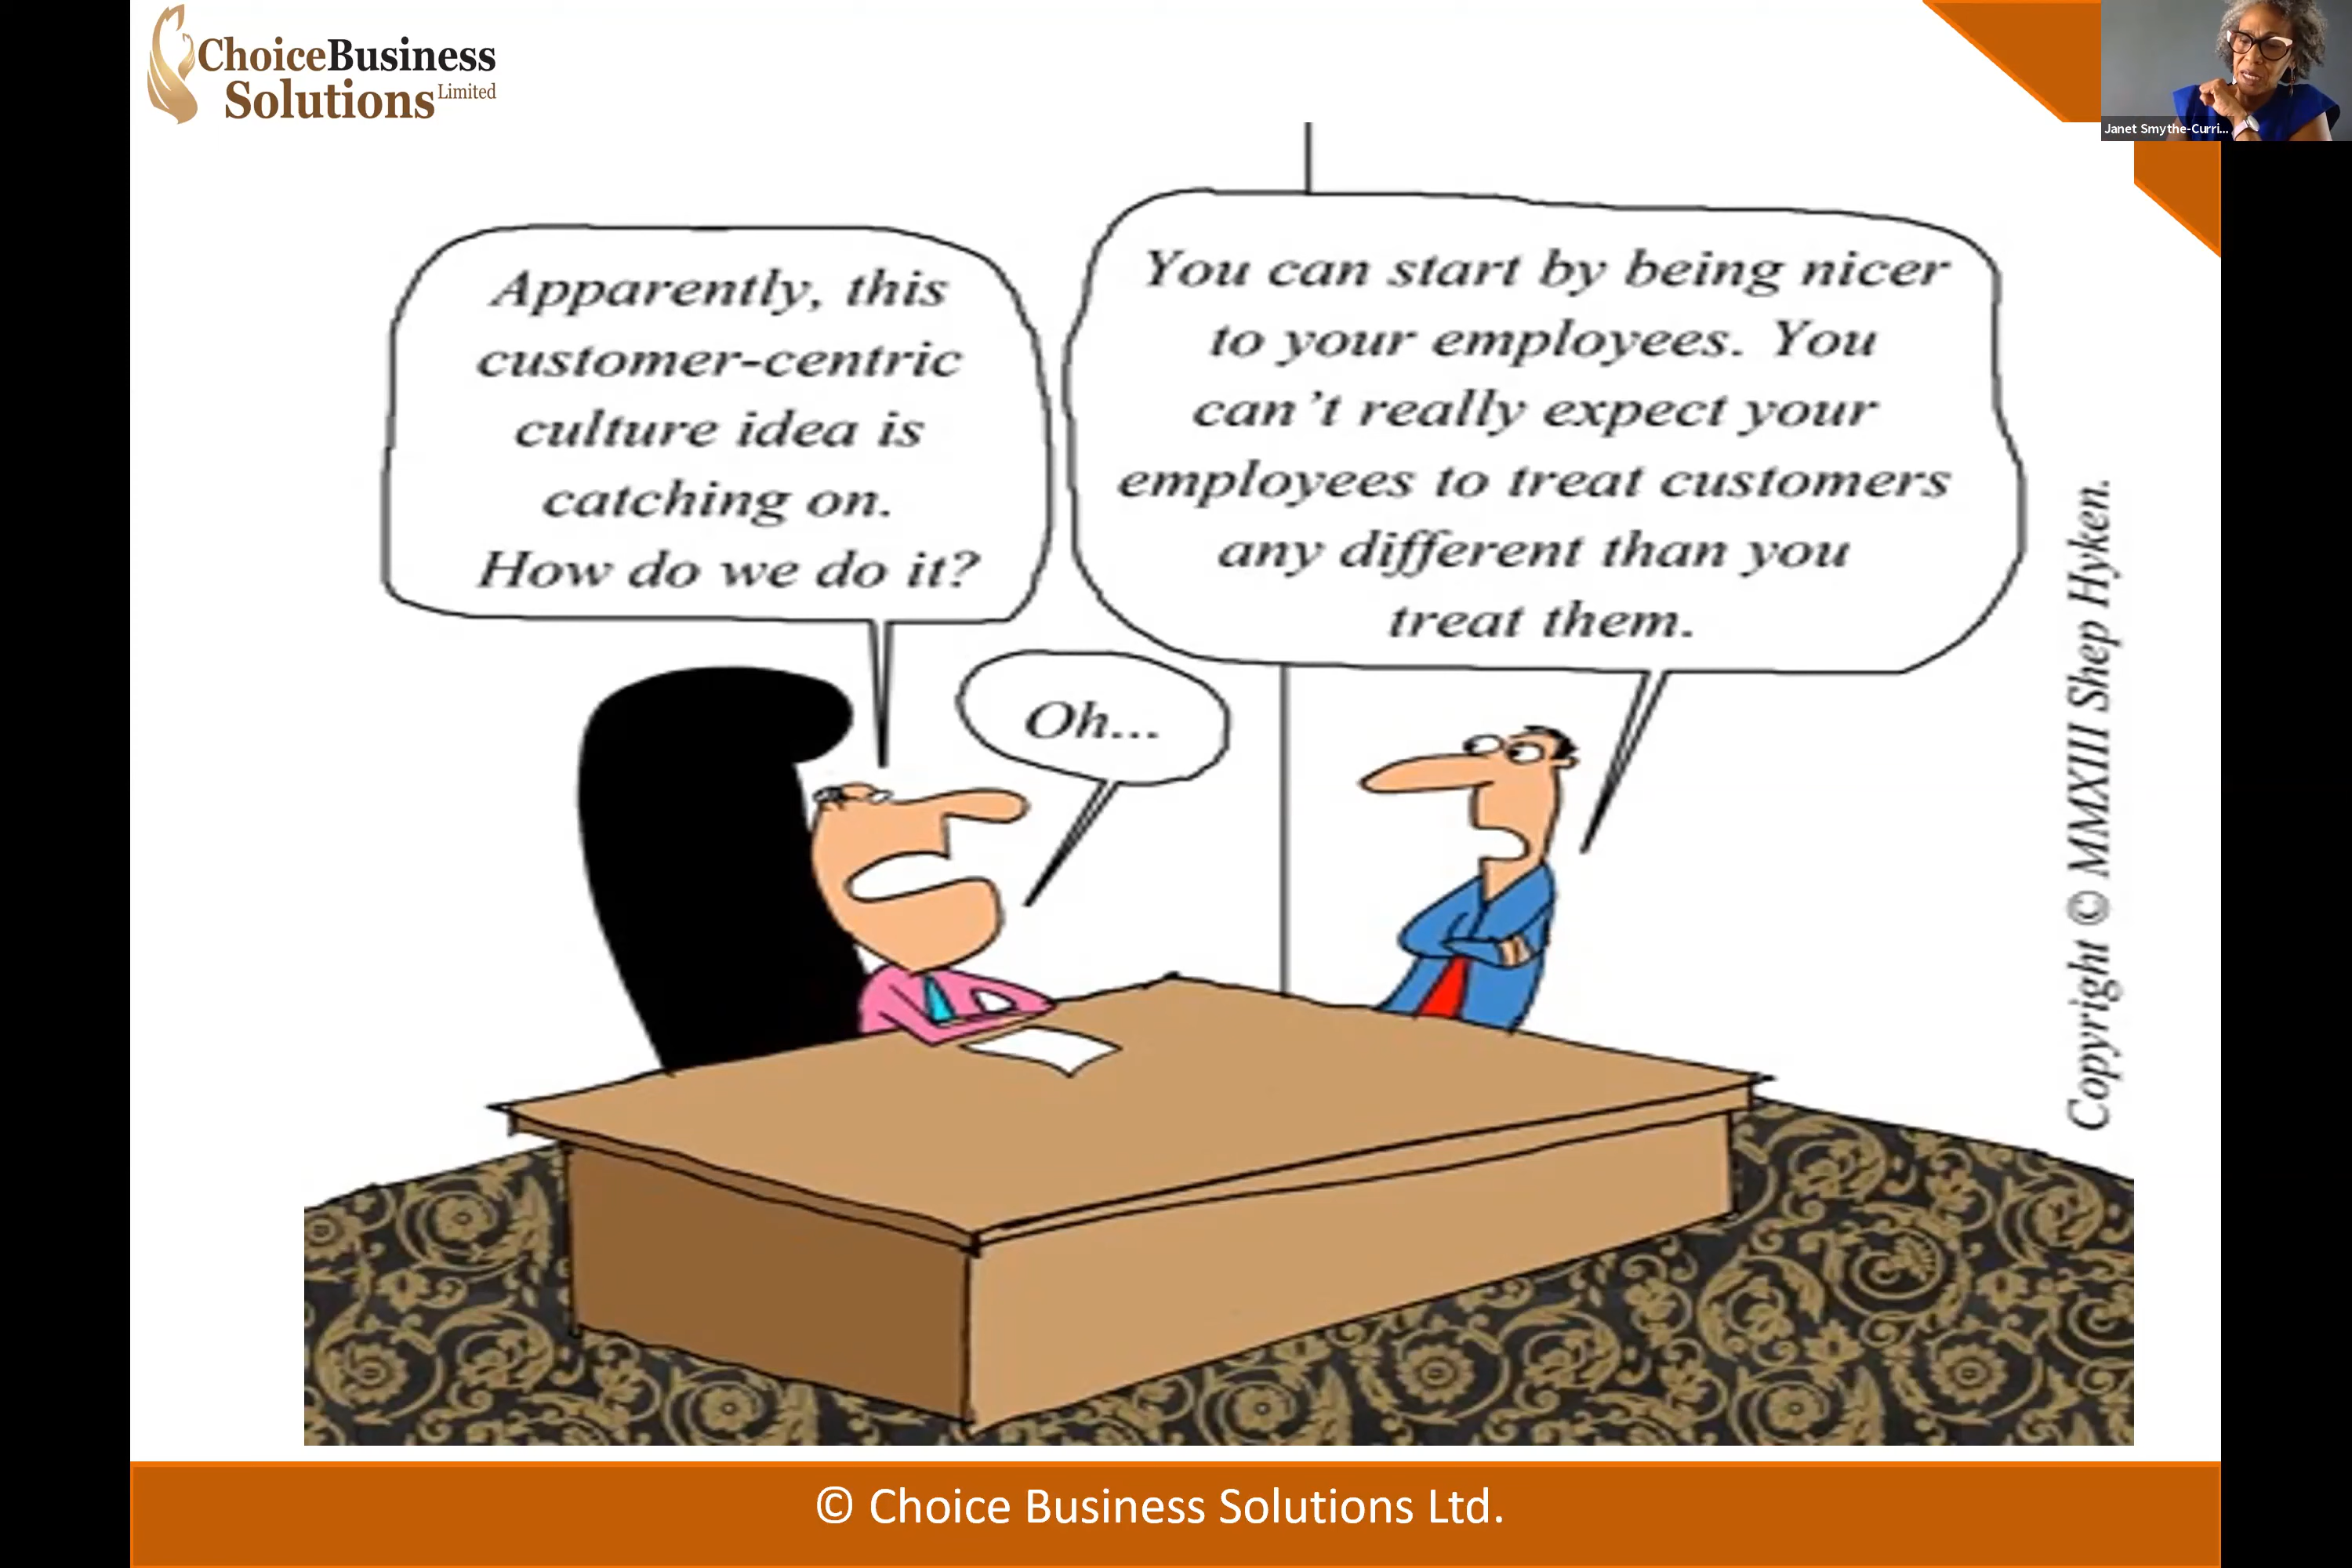 ChoiceBusiness
Solutions Limited
Janet Smythe-Curri...
Apparently, this
customer-centric
culture idea is
catching on.
How do we do it?
You can start by being nicer
to your employees. You
can't really expect your
employees to treat customers
any different than you
treat them.
Oh...
Copyright © MMXIII Shep Hyken.
© Choice Business Solutions Ltd.